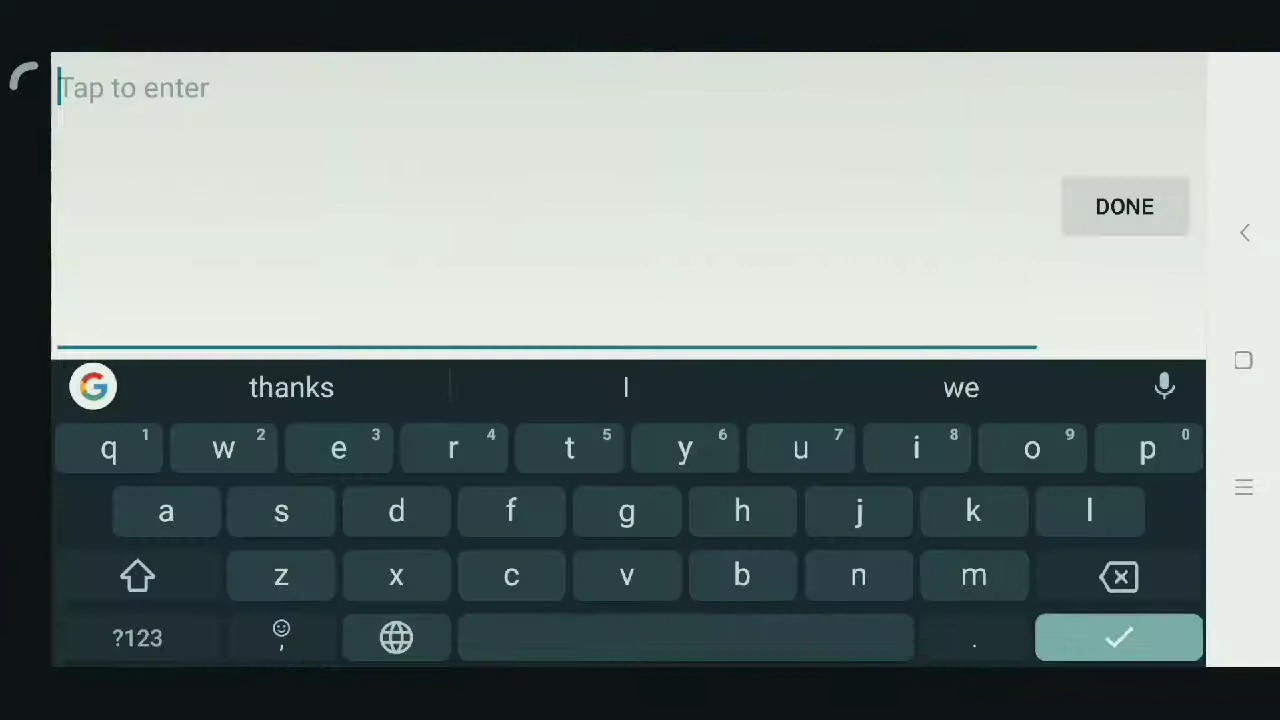 Tap to enter
DONE
thanks I we
q 1 w 2 e 3 r 4 t 5 y 6 u 7 i 8 o 9 p 0
a s d f g h j k l
z x c v b n m
?123 , .